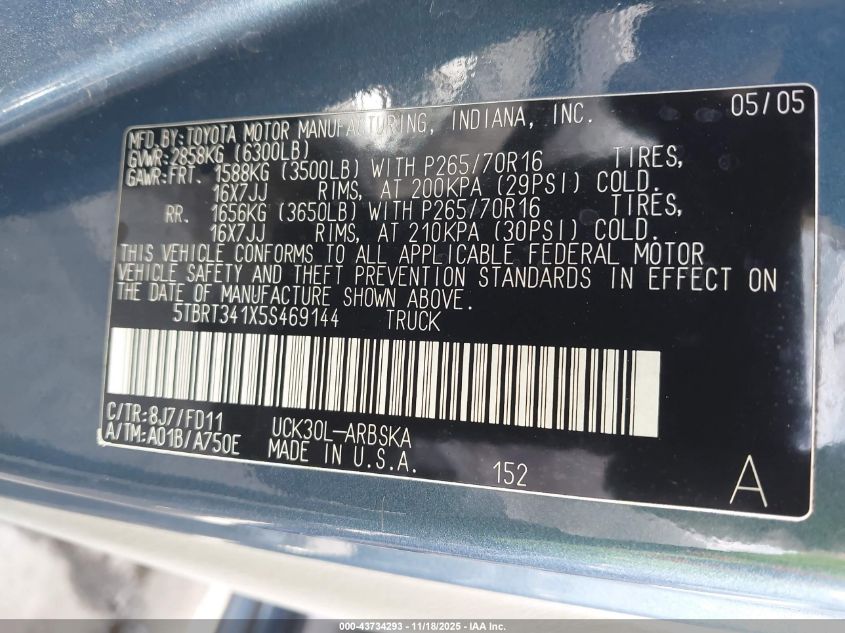 05/05
MFD. BY: TOYOTA MOTOR MANUFACTURING, INDIANA, INC.
GVWR: 2858KG (6300LB)
GAWR: FRT. 1588KG (3500LB) WITH P265/70R16 TIRES,
16X7JJ RIMS, AT 200KPA (29PSI) COLD.
RR. 1656KG (3650LB) WITH P265/70R16 TIRES,
16X7JJ RIMS, AT 210KPA (30PSI) COLD.
THIS VEHICLE CONFORMS TO ALL APPLICABLE FEDERAL MOTOR
VEHICLE SAFETY AND THEFT PREVENTION STANDARDS IN EFFECT ON
THE DATE OF MANUFACTURE SHOWN ABOVE.
5TBRT341X5S469144 TRUCK
C/TR: 8J7/FD11 UCK30L-ARBSKA
A/TM: A01B/A750E MADE IN U.S.A.
152 A
000-43734293 - 11/18/2025 - IAA Inc.